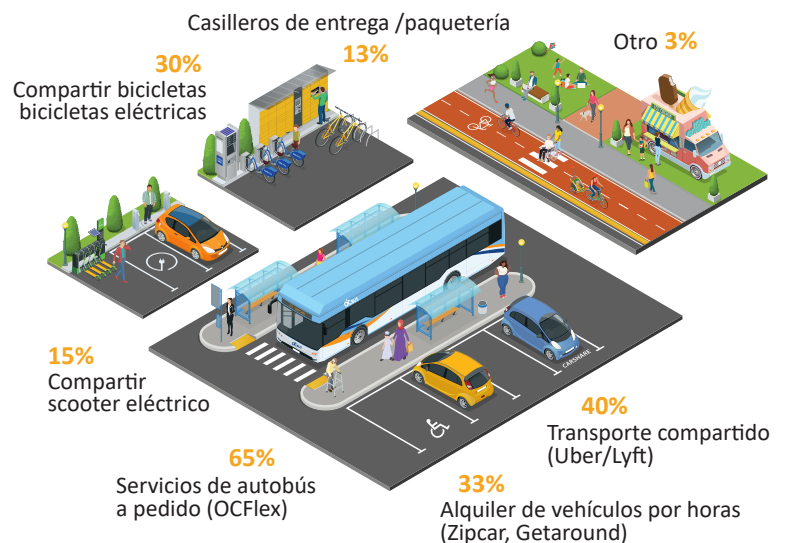 Casilleros de entrega /paquetería
13%
30%
Compartir bicicletas
bicicletas eléctricas
Otro 3%
15%
Compartir
scooter eléctrico
65%
Servicios de autobús
a pedido (OCFlex)
CARSHARE
40%
Transporte compartido
(Uber/Lyft)
33%
Alquiler de vehículos por horas
(Zipcar, Getaround)